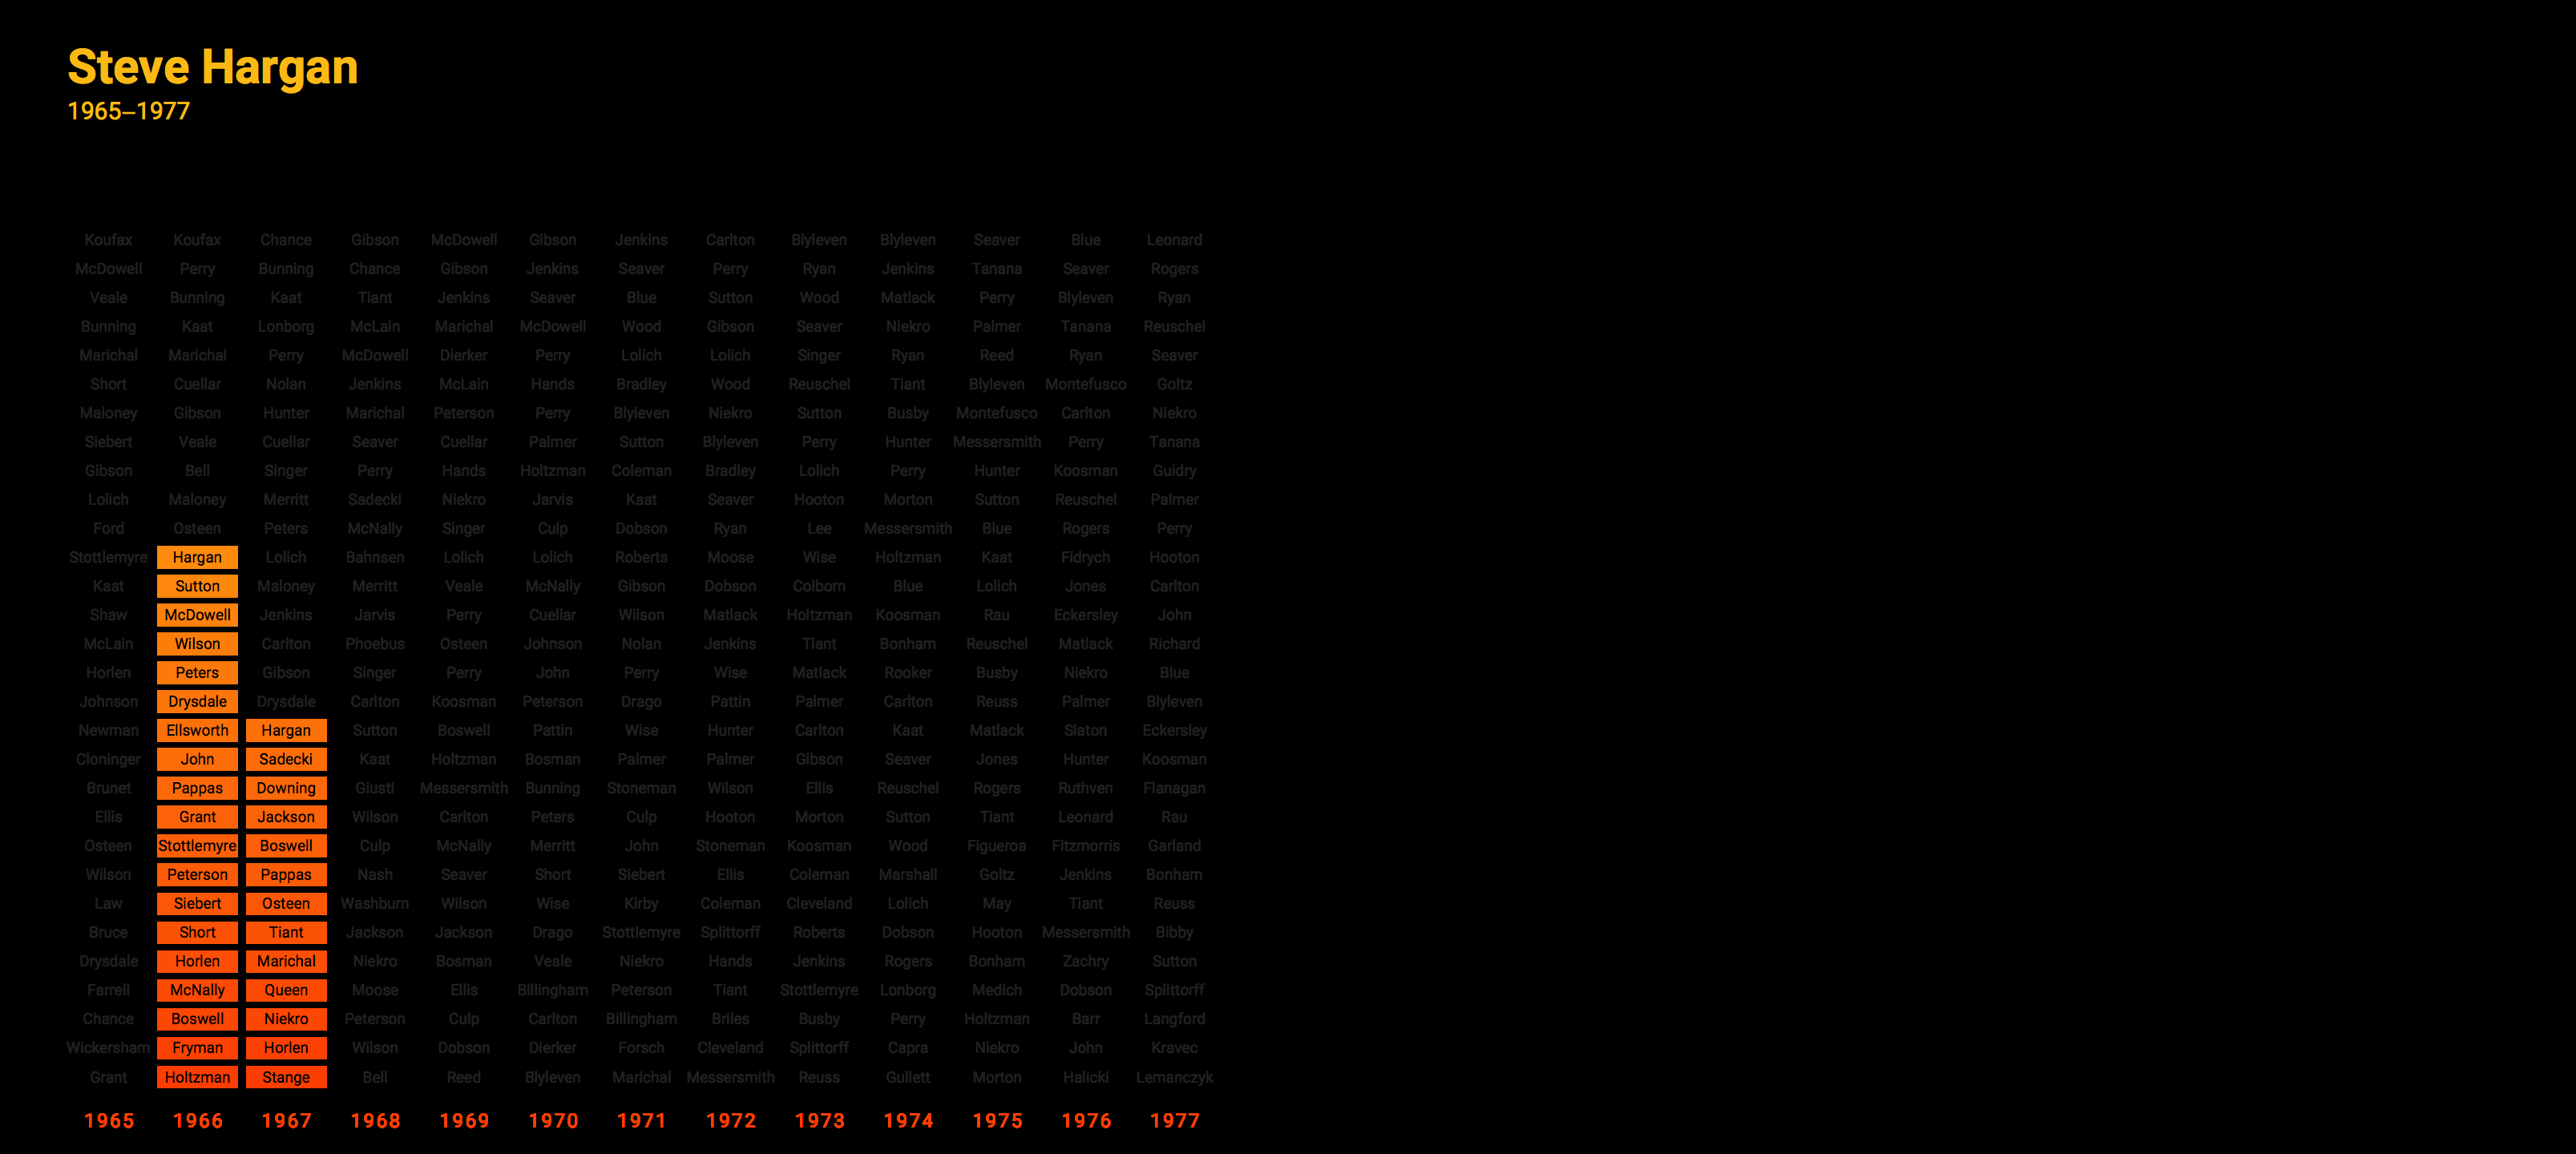 Steve Hargan
1965–1977
Koufax Koufax Chance Gibson McDowell Gibson Jenkins Carlton Blyleven Blyleven Seaver Blue Leonard
McDowell Perry Bunning Chance Gibson Jenkins Seaver Perry Ryan Jenkins Tanana Seaver Rogers
Veale Bunning Kaat Tiant Jenkins Seaver Blue Sutton Wood Matlack Perry Blyleven Ryan
Bunning Kaat Lonborg McLain Marichal McDowell Wood Gibson Seaver Niekro Palmer Tanana Reuschel
Marichal Marichal Perry McDowell Dierker Perry Lolich Lolich Singer Ryan Reed Ryan Seaver
Short Cuellar Nolan Jenkins McLain Hands Bradley Wood Reuschel Tiant Blyleven Montefusco Goltz
Maloney Gibson Hunter Marichal Peterson Perry Blyleven Niekro Sutton Busby Montefusco Carlton Niekro
Siebert Veale Cuellar Seaver Cuellar Palmer Sutton Blyleven Perry Hunter Messersmith Perry Tanana
Gibson Bell Singer Perry Hands Holtzman Coleman Bradley Lolich Perry Hunter Koosman Guidry
Lolich Maloney Merritt Sadecki Niekro Jarvis Kaat Seaver Hooton Morton Sutton Reuschel Palmer
Ford Osteen Peters McNally Singer Culp Dobson Ryan Lee Messersmith Blue Rogers Perry
Stottlemyre Hargan Lolich Bahnsen Lolich Lolich Roberts Moose Wise Holtzman Kaat Fidrych Hooton
Kaat Sutton Maloney Merritt Veale McNally Gibson Dobson Colborn Blue Lolich Jones Carlton
Shaw McDowell Jenkins Jarvis Perry Cuellar Wilson Matlack Holtzman Koosman Rau Eckersley John
McLain Wilson Carlton Phoebus Osteen Johnson Nolan Jenkins Tiant Bonham Reuschel Matlack Richard
Horlen Peters Gibson Singer Perry John Perry Wise Matlack Rooker Busby Niekro Blue
Johnson Drysdale Drysdale Carlton Koosman Peterson Drago Pattin Palmer Carlton Reuss Palmer Blyleven
Newman Ellsworth Hargan Sutton Boswell Pattin Wise Hunter Carlton Kaat Matlack Slaton Eckersley
Cloninger John Sadecki Kaat Holtzman Bosman Palmer Palmer Gibson Seaver Jones Hunter Koosman
Brunet Pappas Downing Giusti Messersmith Bunning Stoneman Wilson Ellis Reuschel Rogers Ruthven Flanagan
Ellis Grant Jackson Wilson Carlton Peters Culp Hooton Morton Sutton Tiant Leonard Rau
Osteen Stottlemyre Boswell Culp McNally Merritt John Stoneman Koosman Wood Figueroa Fitzmorris Garland
Wilson Peterson Pappas Nash Seaver Short Siebert Ellis Coleman Marshall Goltz Jenkins Bonham
Law Siebert Osteen Washburn Wilson Wise Kirby Coleman Cleveland Lolich May Tiant Reuss
Bruce Short Tiant Jackson Jackson Drago Stottlemyre Splittorff Roberts Dobson Hooton Messersmith Bibby
Drysdale Horlen Marichal Niekro Bosman Veale Niekro Hands Jenkins Rogers Bonham Zachry Sutton
Farrell McNally Queen Moose Ellis Billingham Peterson Tiant Stottlemyre Lonborg Medich Dobson Splittorff
Chance Boswell Niekro Peterson Culp Carlton Billingham Briles Busby Perry Holtzman Barr Langford
Wickersham Fryman Horlen Wilson Dobson Dierker Forsch Cleveland Splittorff Capra Niekro John Kravec
Grant Holtzman Stange Bell Reed Blyleven Marichal Messersmith Reuss Gullett Morton Halicki Lemanczyk
1965 1966 1967 1968 1969 1970 1971 1972 1973 1974 1975 1976 1977